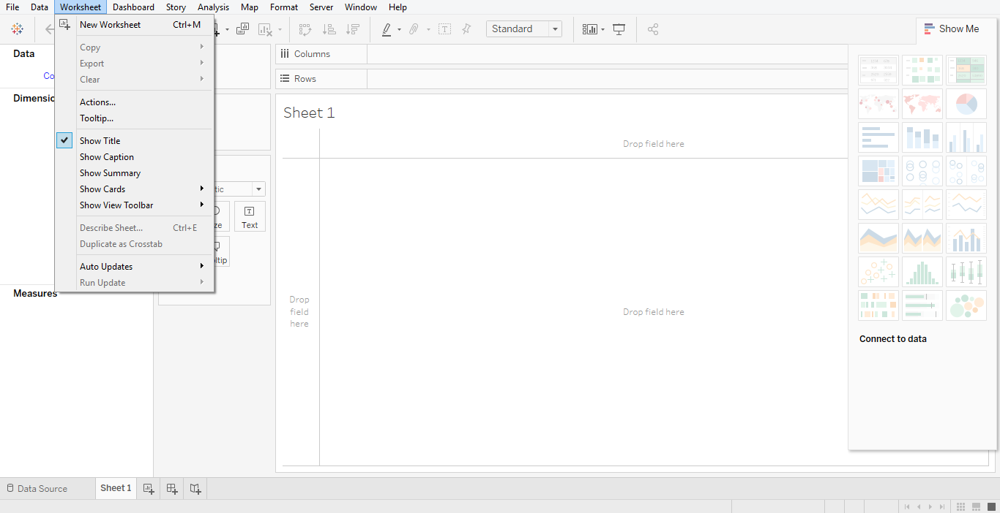 File Data Worksheet Dashboard Story Analysis Map Format Server Window Help
New Worksheet Ctrl+M
Copy
Export
Clear
Actions...
Tooltip...
Show Title
Show Caption
Show Summary
Show Cards
Show View Toolbar
Describe Sheet... Ctrl+E
Duplicate as Crosstab
Auto Updates
Run Update
Standard
Show Me
Data
Co
Dimensio
Measures
tic
ze
Text
ltip
Columns
Rows
Sheet 1
Drop field here
Drop
field
here
Drop field here
Connect to data
Data Source
Sheet 1